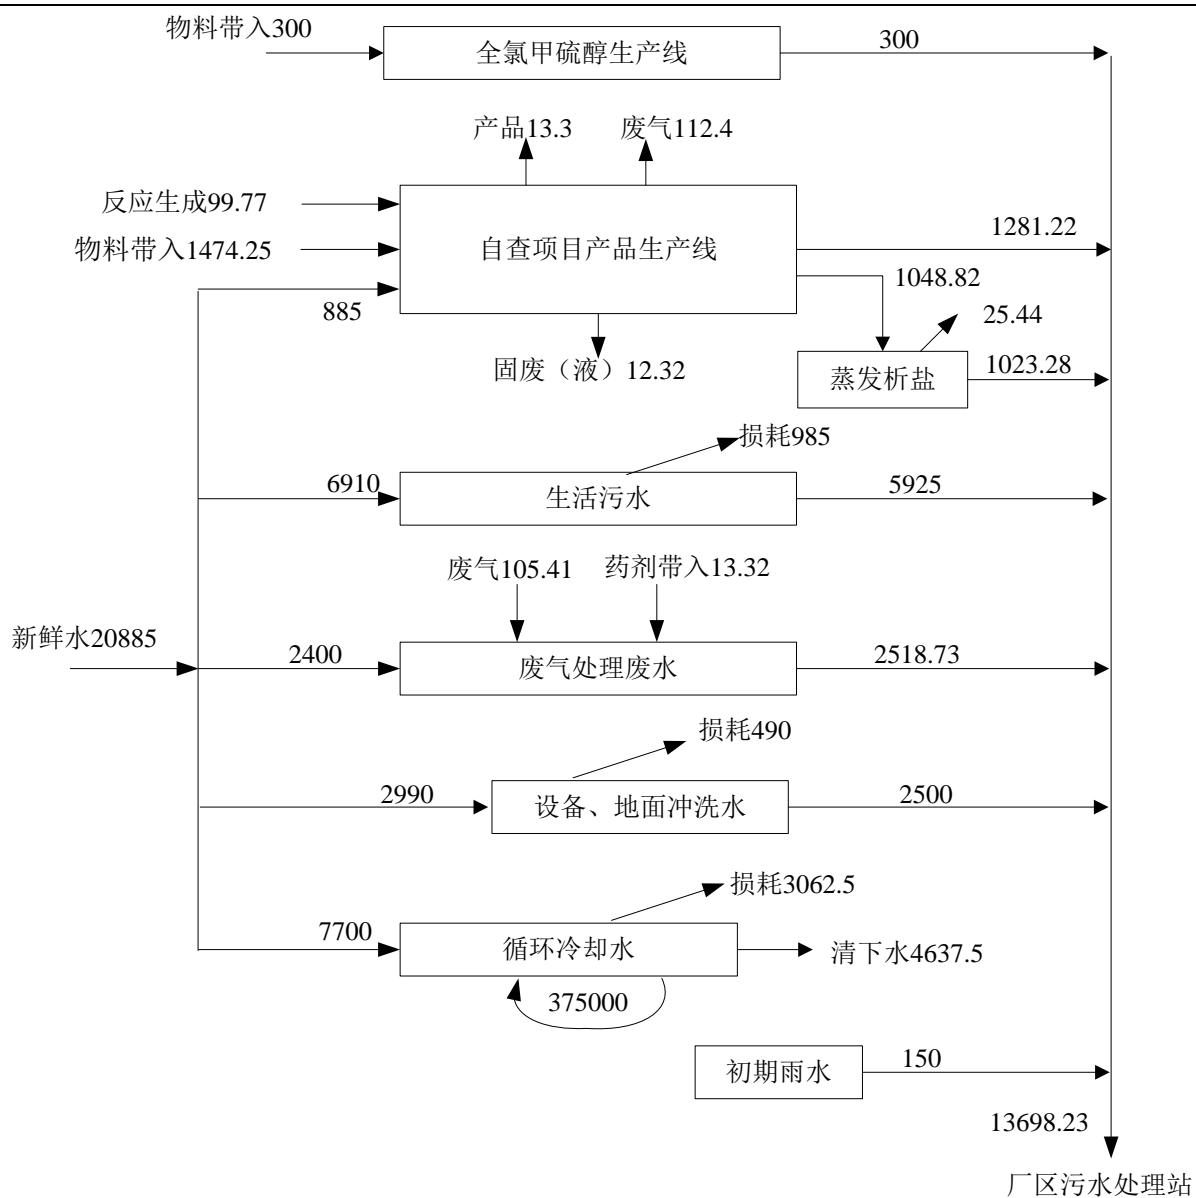 物料带入300
全氯甲硫醇生产线
300
产品13.3
废气112.4
反应生成99.77
物料带入1474.25
885
自查项目产品生产线
1281.22
1048.82
25.44
固废（液）12.32
蒸发析盐
1023.28
损耗985
6910
生活污水
5925
废气105.41
药剂带入13.32
新鲜水20885
2400
废气处理废水
2518.73
损耗490
2990
设备、地面冲洗水
2500
损耗3062.5
7700
循环冷却水
清下水4637.5
375000
初期雨水
150
13698.23
厂区污水处理站